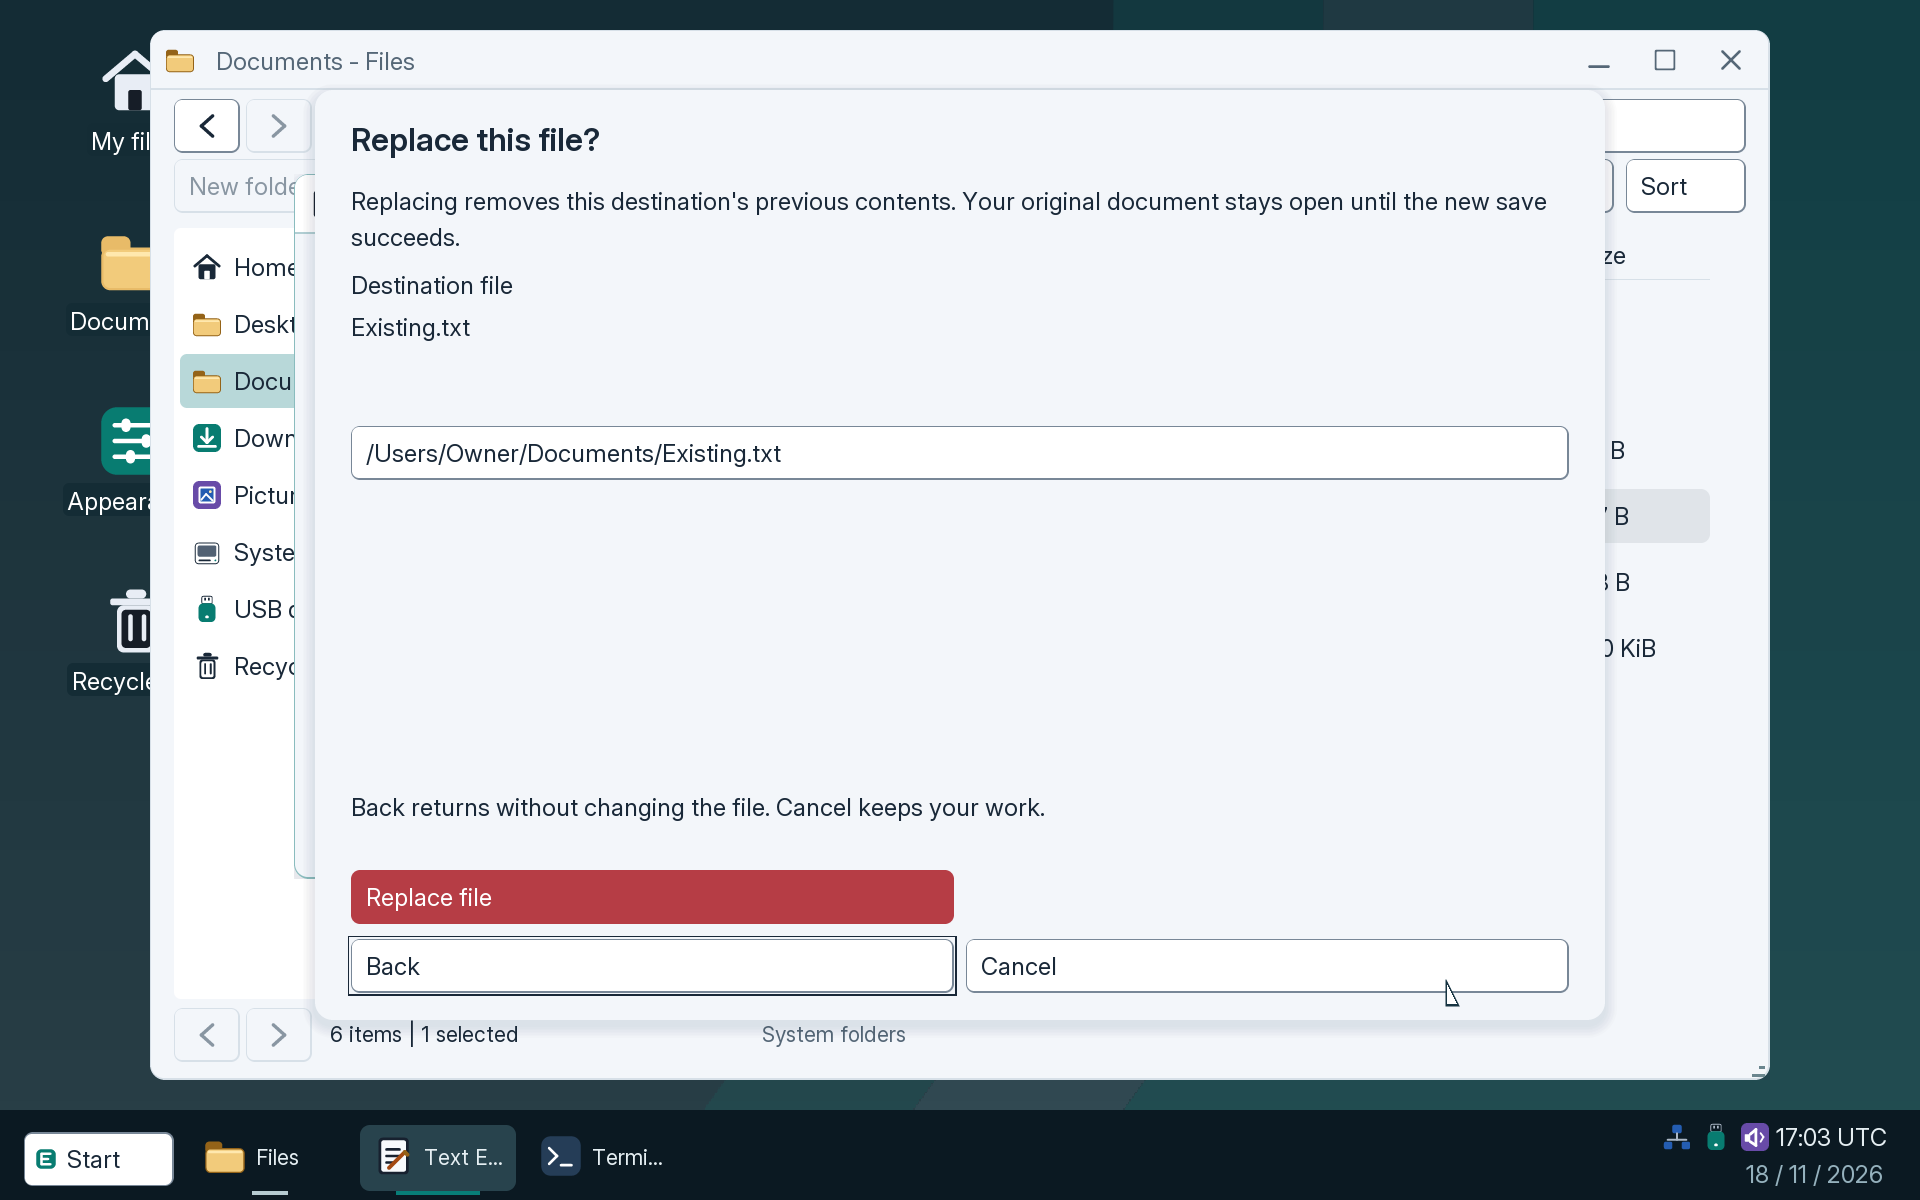 Documents - Files
My fil
New folde
Sort
Replace this file?
Replacing removes this destination's previous contents. Your original document stays open until the new save
succeeds.
Destination file
Existing.txt
/Users/Owner/Documents/Existing.txt
Back returns without changing the file. Cancel keeps your work.
Replace file
Back
Cancel
Home
Deskt
Docu
Down
Pictur
Syste
USB
Recyc
ze
B
B
B
KiB
Docum
Appeara
Recycle
6 items | 1 selected
System folders
Start
Files
Text E...
Termi...
17:03 UTC
18 / 11 / 2026